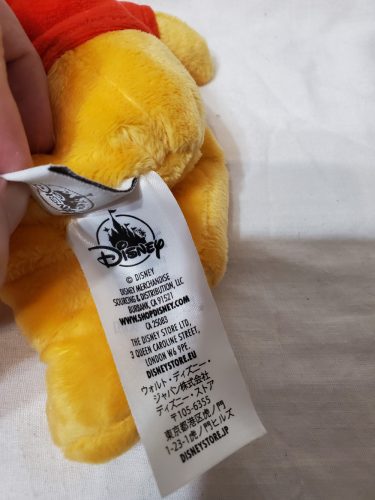 Disney
© DISNEY
DISNEY MERCHANDISE
SOURCING & DISTRIBUTION, LLC
BURBANK, CA 91521
WWW.SHOPDISNEY.COM
CA 25083
THE DISNEY STORE LTD,
3 QUEEN CAROLINE STREET,
LONDON W6 9PE.
DISNEYSTORE.EU
ウォルト・ディズニー・
ジャパン株式会社
ディズニー・ストア
〒105-6355
東京都港区虎ノ門
1-23-1虎ノ門ヒルズ
DISNEYSTORE.JP